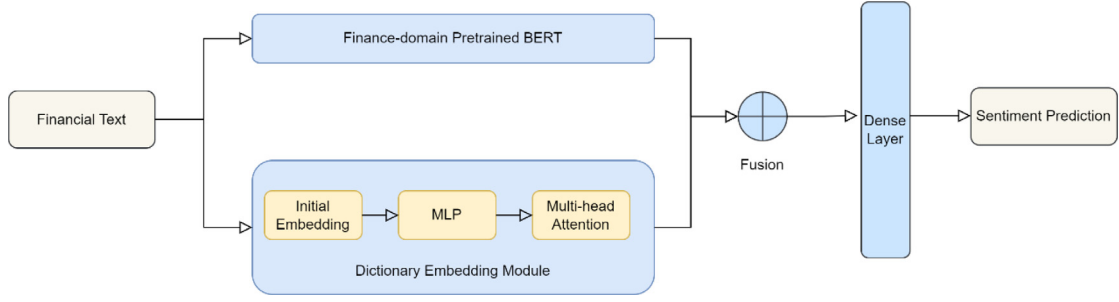 Financial Text
Finance-domain Pretrained BERT
Initial
Embedding
MLP
Multi-head
Attention
Dictionary Embedding Module
Fusion
Dense
Layer
Sentiment Prediction